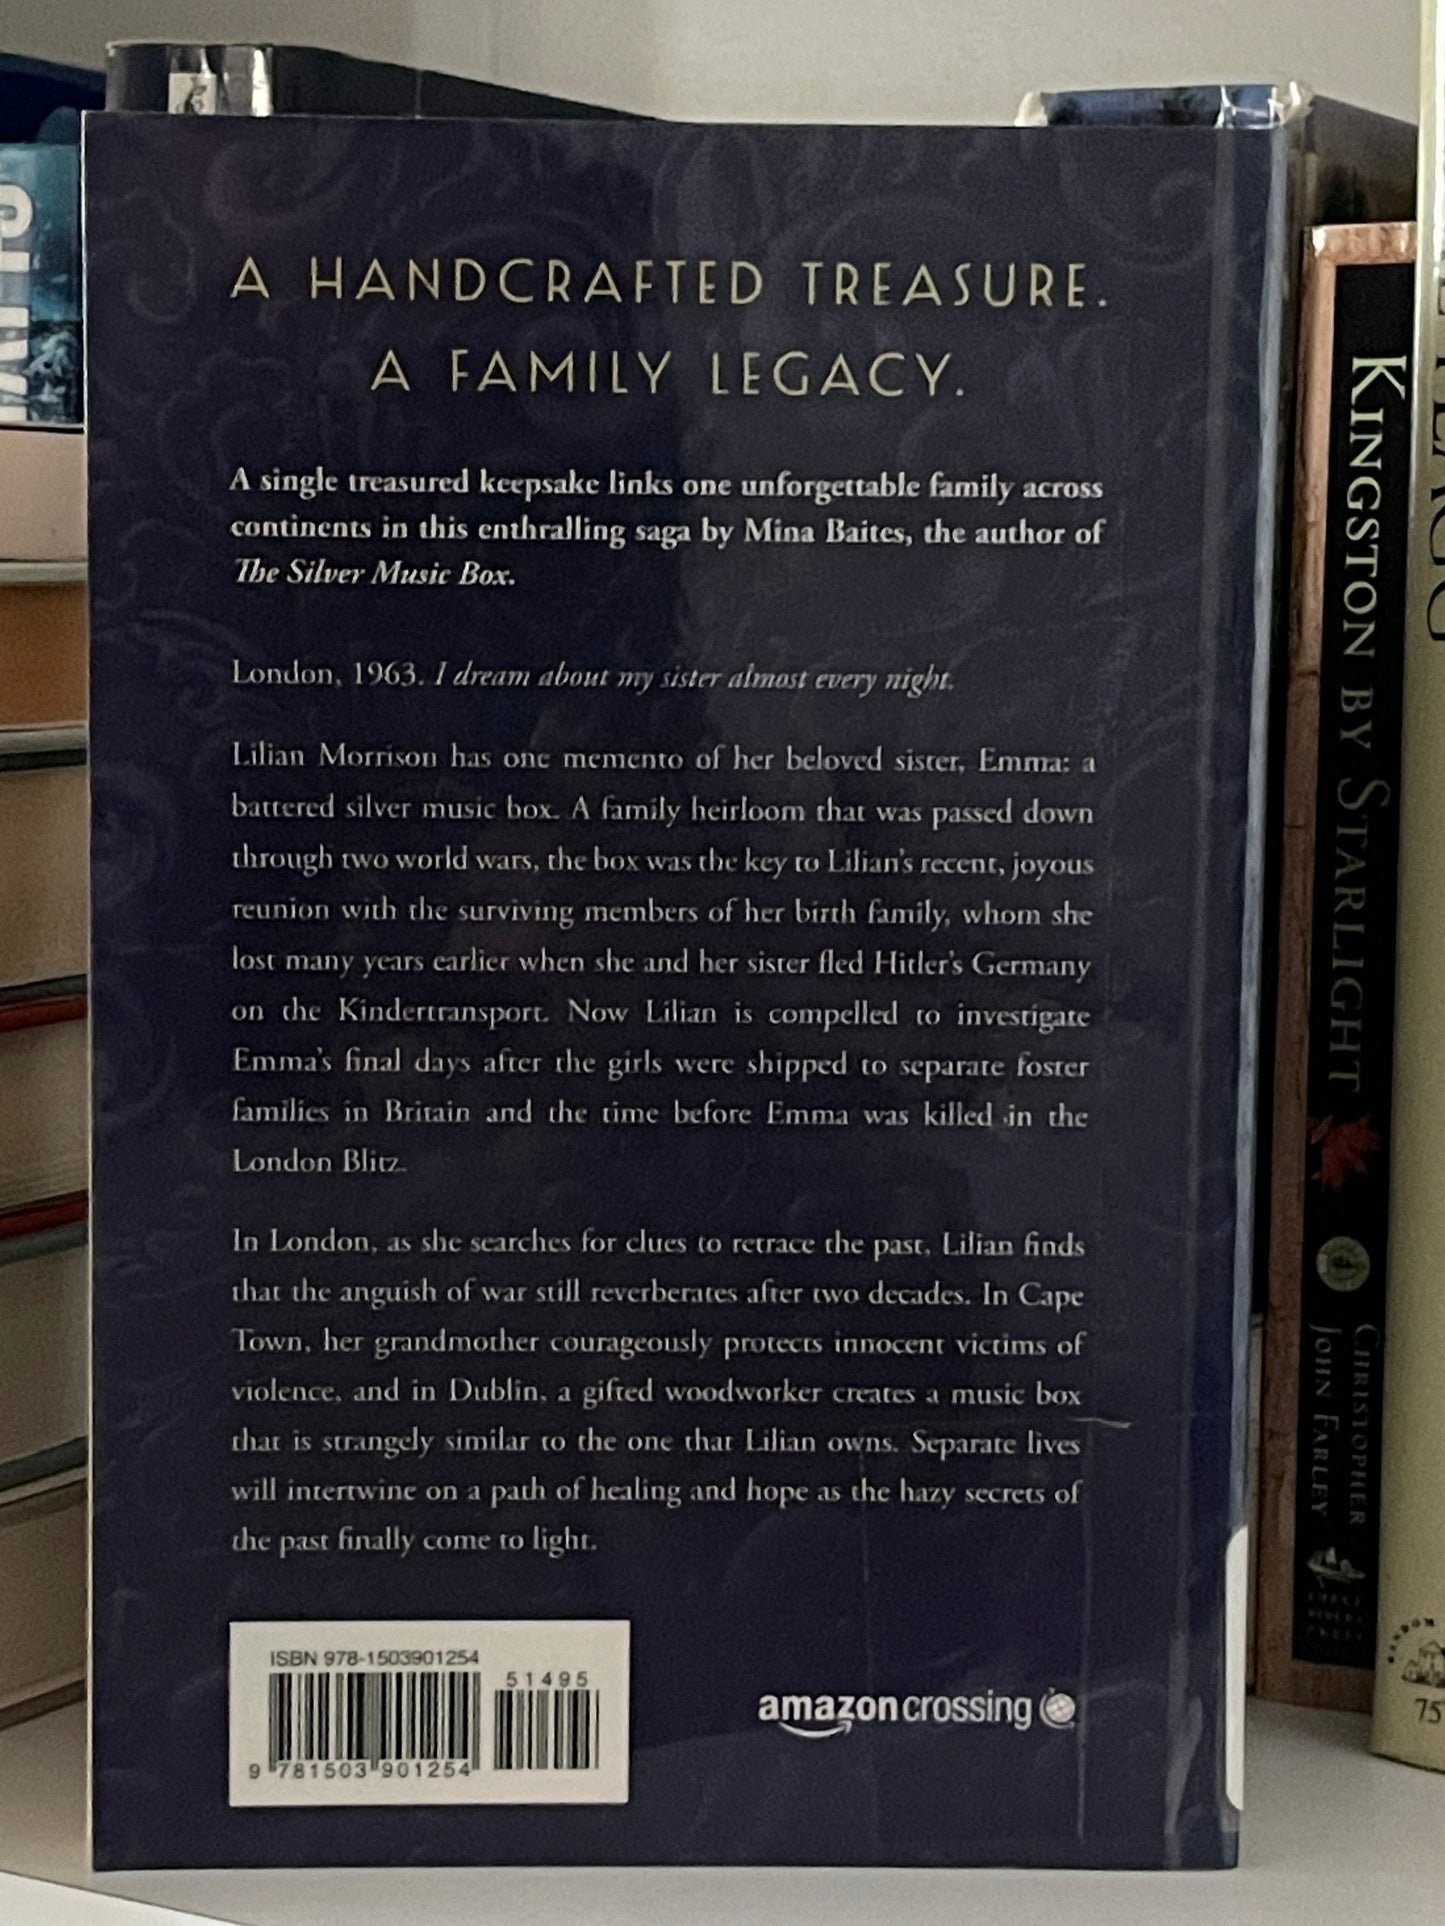 A HANDCRAFTED TREASURE.
A FAMILY LEGACY.
A single treasured keepsake links one unforgettable family across
continents in this enthralling saga by Mina Baites, the author of
The Silver Music Box.
London, 1963. I dream about my sister almost every night.
Lilian Morrison has one memento of her beloved sister, Emma: a
battered silver music box. A family heirloom that was passed down
through two world wars, the box was the key to Lilian's recent, joyous
reunion with the surviving members of her birth family, whom she
lost many years earlier when she and her sister fled Hitler's Germany
on the Kindertransport. Now Lilian is compelled to investigate
Emma's final days after the girls were shipped to separate foster
families in Britain and the time before Emma was killed in the
London Blitz.
In London, as she searches for clues to retrace the past, Lilian finds
that the anguish of war still reverberates after two decades. In Cape
Town, her grandmother courageously protects innocent victims of
violence, and in Dublin, a gifted woodworker creates a music box
that is strangely similar to the one that Lilian owns. Separate lives
will intertwine on a path of healing and hope as the hazy secrets of
the past finally come to light.
ISBN 978-1503901254
51495
9 781503 901254
amazoncrossing
KINGSTON BY STARLIGHT
CHRISTOPHER
JOHN FARLEY
75